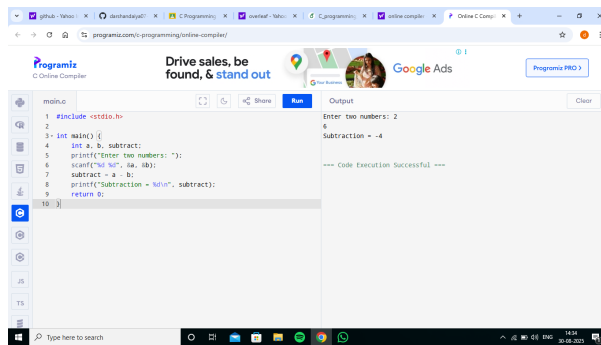 github - Yahoo
darshandalya07
C Programming
overleaf - Yaho
C_programming
online compiler
Online C Compi
programiz.com/c-programming/online-compiler/
Programiz
C Online Compiler
Drive sales, be
found, & stand out
Your Business
Google Ads
Programiz PRO >
main.c
Share
Run
Output
Clear
1 #include <stdio.h>
2
3 int main() {
4 int a, b, subtract;
5 printf("Enter two numbers: ");
6 scanf("%d %d", &a, &b);
7 subtract = a - b;
8 printf("Subtraction = %d\n", subtract);
9 return 0;
10 }
Enter two numbers: 2
6
Subtraction = -4
=== Code Execution Successful ===
JS
TS
Type here to search
ENG
14:34
30-08-2025